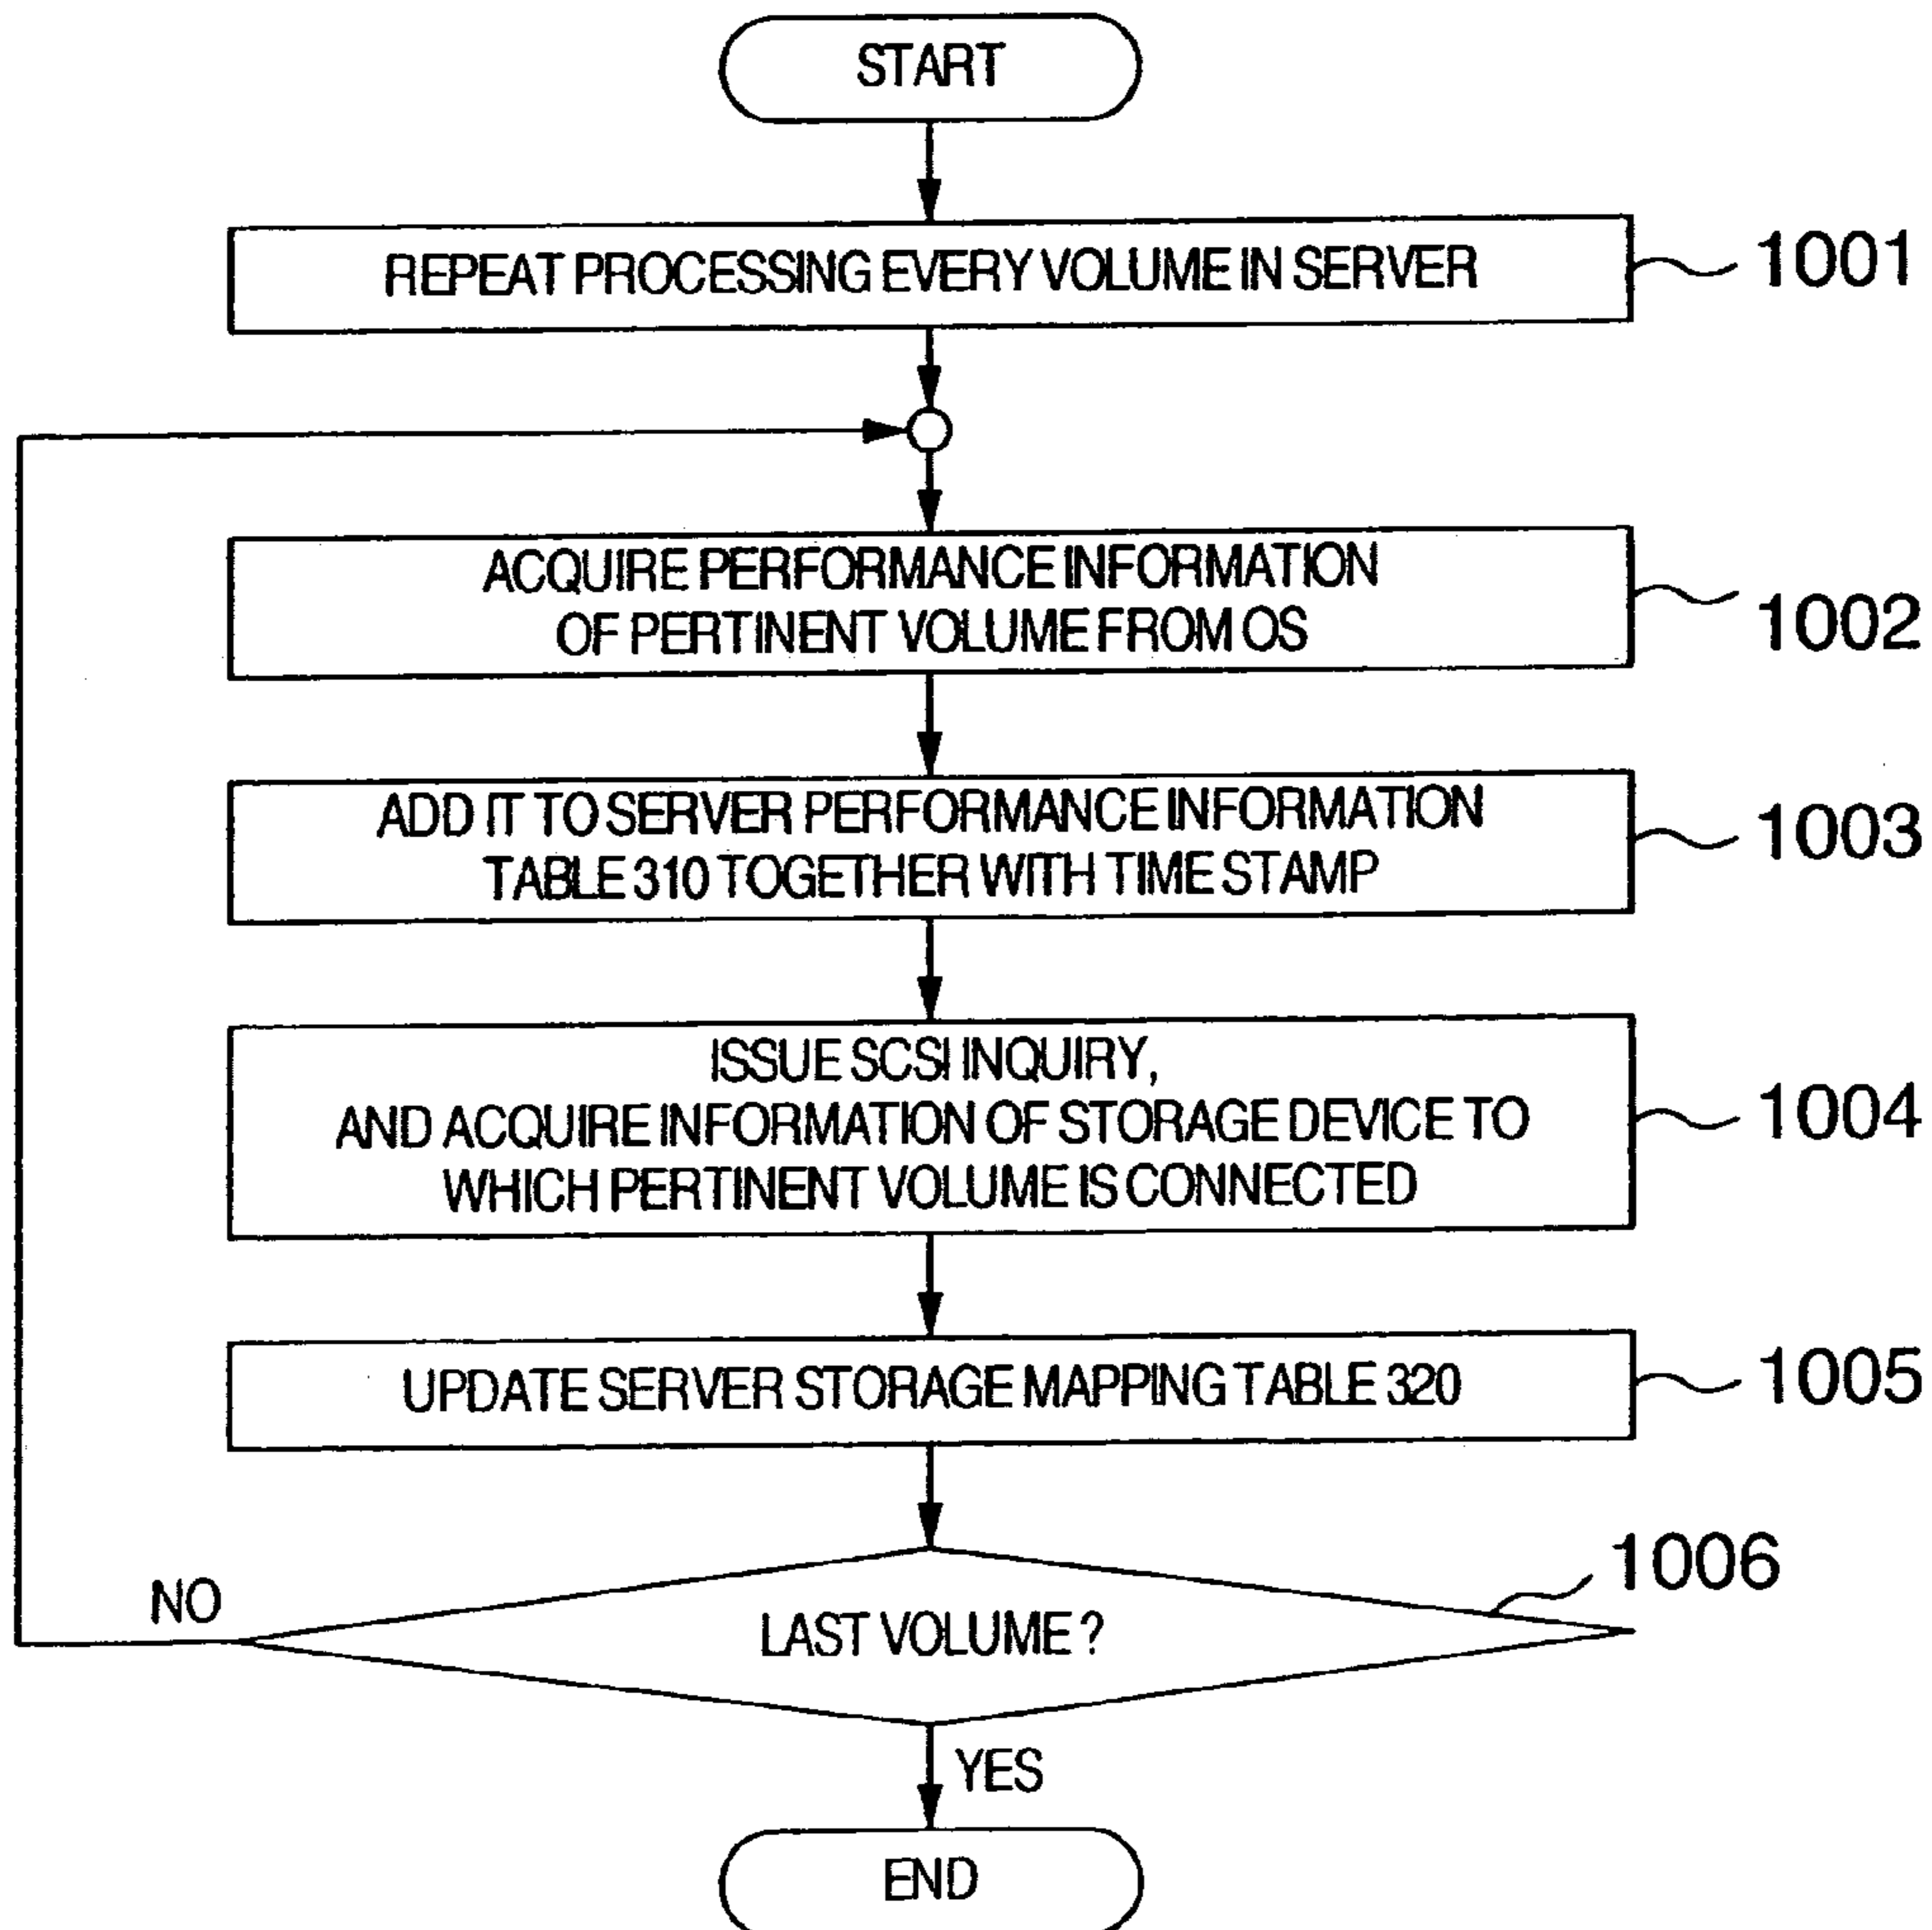 START
REPEAT PROCESSING EVERY VOLUME IN SERVER
1001
ACQUIRE PERFORMANCE INFORMATION
OF PERTINENT VOLUME FROM OS
1002
ADD IT TO SERVER PERFORMANCE INFORMATION
TABLE 310 TOGETHER WITH TIME STAMP
1003
ISSUE SCSI INQUIRY,
AND ACQUIRE INFORMATION OF STORAGE DEVICE TO
WHICH PERTINENT VOLUME IS CONNECTED
1004
UPDATE SERVER STORAGE MAPPING TABLE 320
1005
1006
NO
LAST VOLUME ?
YES
END